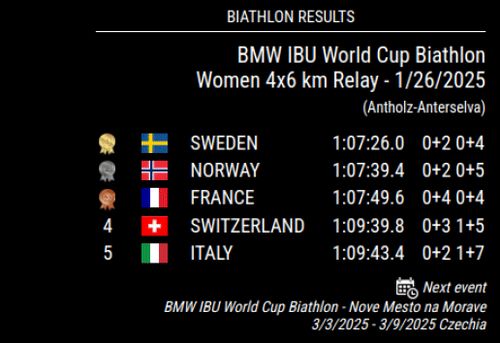 BIATHLON RESULTS
BMW IBU World Cup Biathlon
Women 4x6 km Relay - 1/26/2025
(Antholz-Anterselva)
SWEDEN 1:07:26.0 0+2 0+4
NORWAY 1:07:39.4 0+2 0+5
FRANCE 1:07:49.6 0+4 0+4
4 SWITZERLAND 1:09:39.8 0+3 1+5
5 ITALY 1:09:43.4 0+2 1+7
Next event
BMW IBU World Cup Biathlon - Nove Mesto na Morave
3/3/2025 - 3/9/2025 Czechia